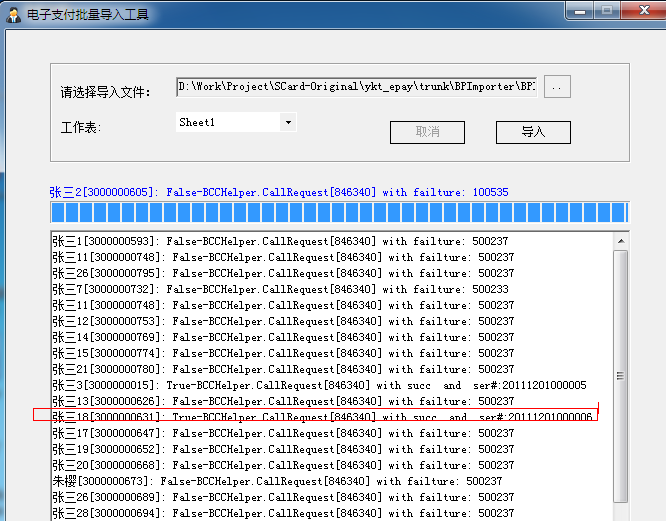 电子支付批量导入工具
请选择导入文件：
D:\Work\Project\SCard-Original\ykt_epay\trunk\BPImporter\BPI
..
工作表:
Sheet1
取消
导入
张三2[3000000605]: False-BCCHelper.CallRequest[846340] with failture: 100535
张三1[3000000593]: False-BCCHelper.CallRequest[846340] with failture: 500237
张三11[3000000748]: False-BCCHelper.CallRequest[846340] with failture: 500237
张三26[3000000795]: False-BCCHelper.CallRequest[846340] with failture: 500237
张三7[3000000732]: False-BCCHelper.CallRequest[846340] with failture: 500233
张三11[3000000748]: False-BCCHelper.CallRequest[846340] with failture: 500237
张三12[3000000753]: False-BCCHelper.CallRequest[846340] with failture: 500237
张三14[3000000769]: False-BCCHelper.CallRequest[846340] with failture: 500237
张三15[3000000774]: False-BCCHelper.CallRequest[846340] with failture: 500237
张三21[3000000780]: False-BCCHelper.CallRequest[846340] with failture: 500237
张三3[3000000015]: True-BCCHelper.CallRequest[846340] with succ  and  ser#:20111201000005
张三13[3000000626]: False-BCCHelper.CallRequest[846340] with failture: 500237
张三18[3000000631]: True-BCCHelper.CallRequest[846340] with succ  and  ser#:20111201000006
张三17[3000000647]: False-BCCHelper.CallRequest[846340] with failture: 500237
张三19[3000000652]: False-BCCHelper.CallRequest[846340] with failture: 500237
张三20[3000000668]: False-BCCHelper.CallRequest[846340] with failture: 500237
朱樱[3000000673]: False-BCCHelper.CallRequest[846340] with failture: 500237
张三26[3000000689]: False-BCCHelper.CallRequest[846340] with failture: 500237
张三28[3000000694]: False-BCCHelper.CallRequest[846340] with failture: 500237